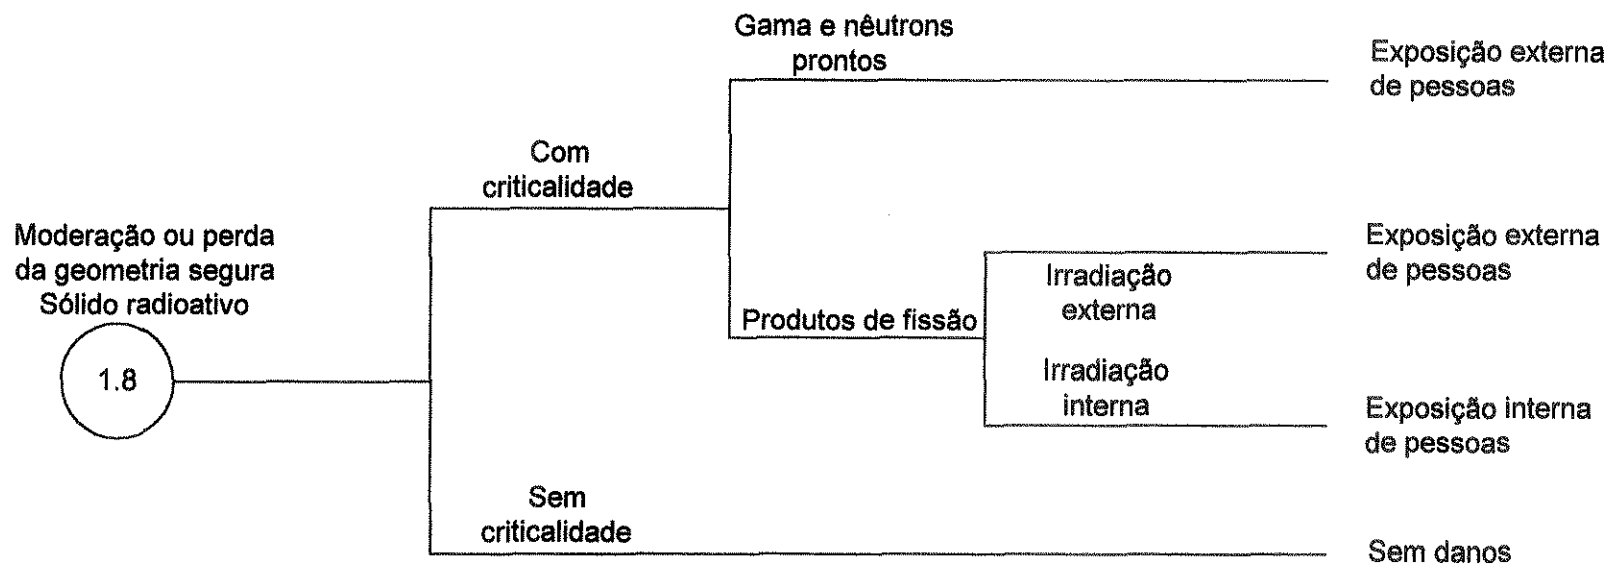 Gama e nêutrons
prontos
Exposição externa
de pessoas
Com
criticalidade
Moderação ou perda
da geometria segura
Sólido radioativo
Exposição externa
de pessoas
Irradiação
externa
Produtos de fissão
1.8
Irradiação
interna
Exposição interna
de pessoas
Sem
criticalidade
Sem danos